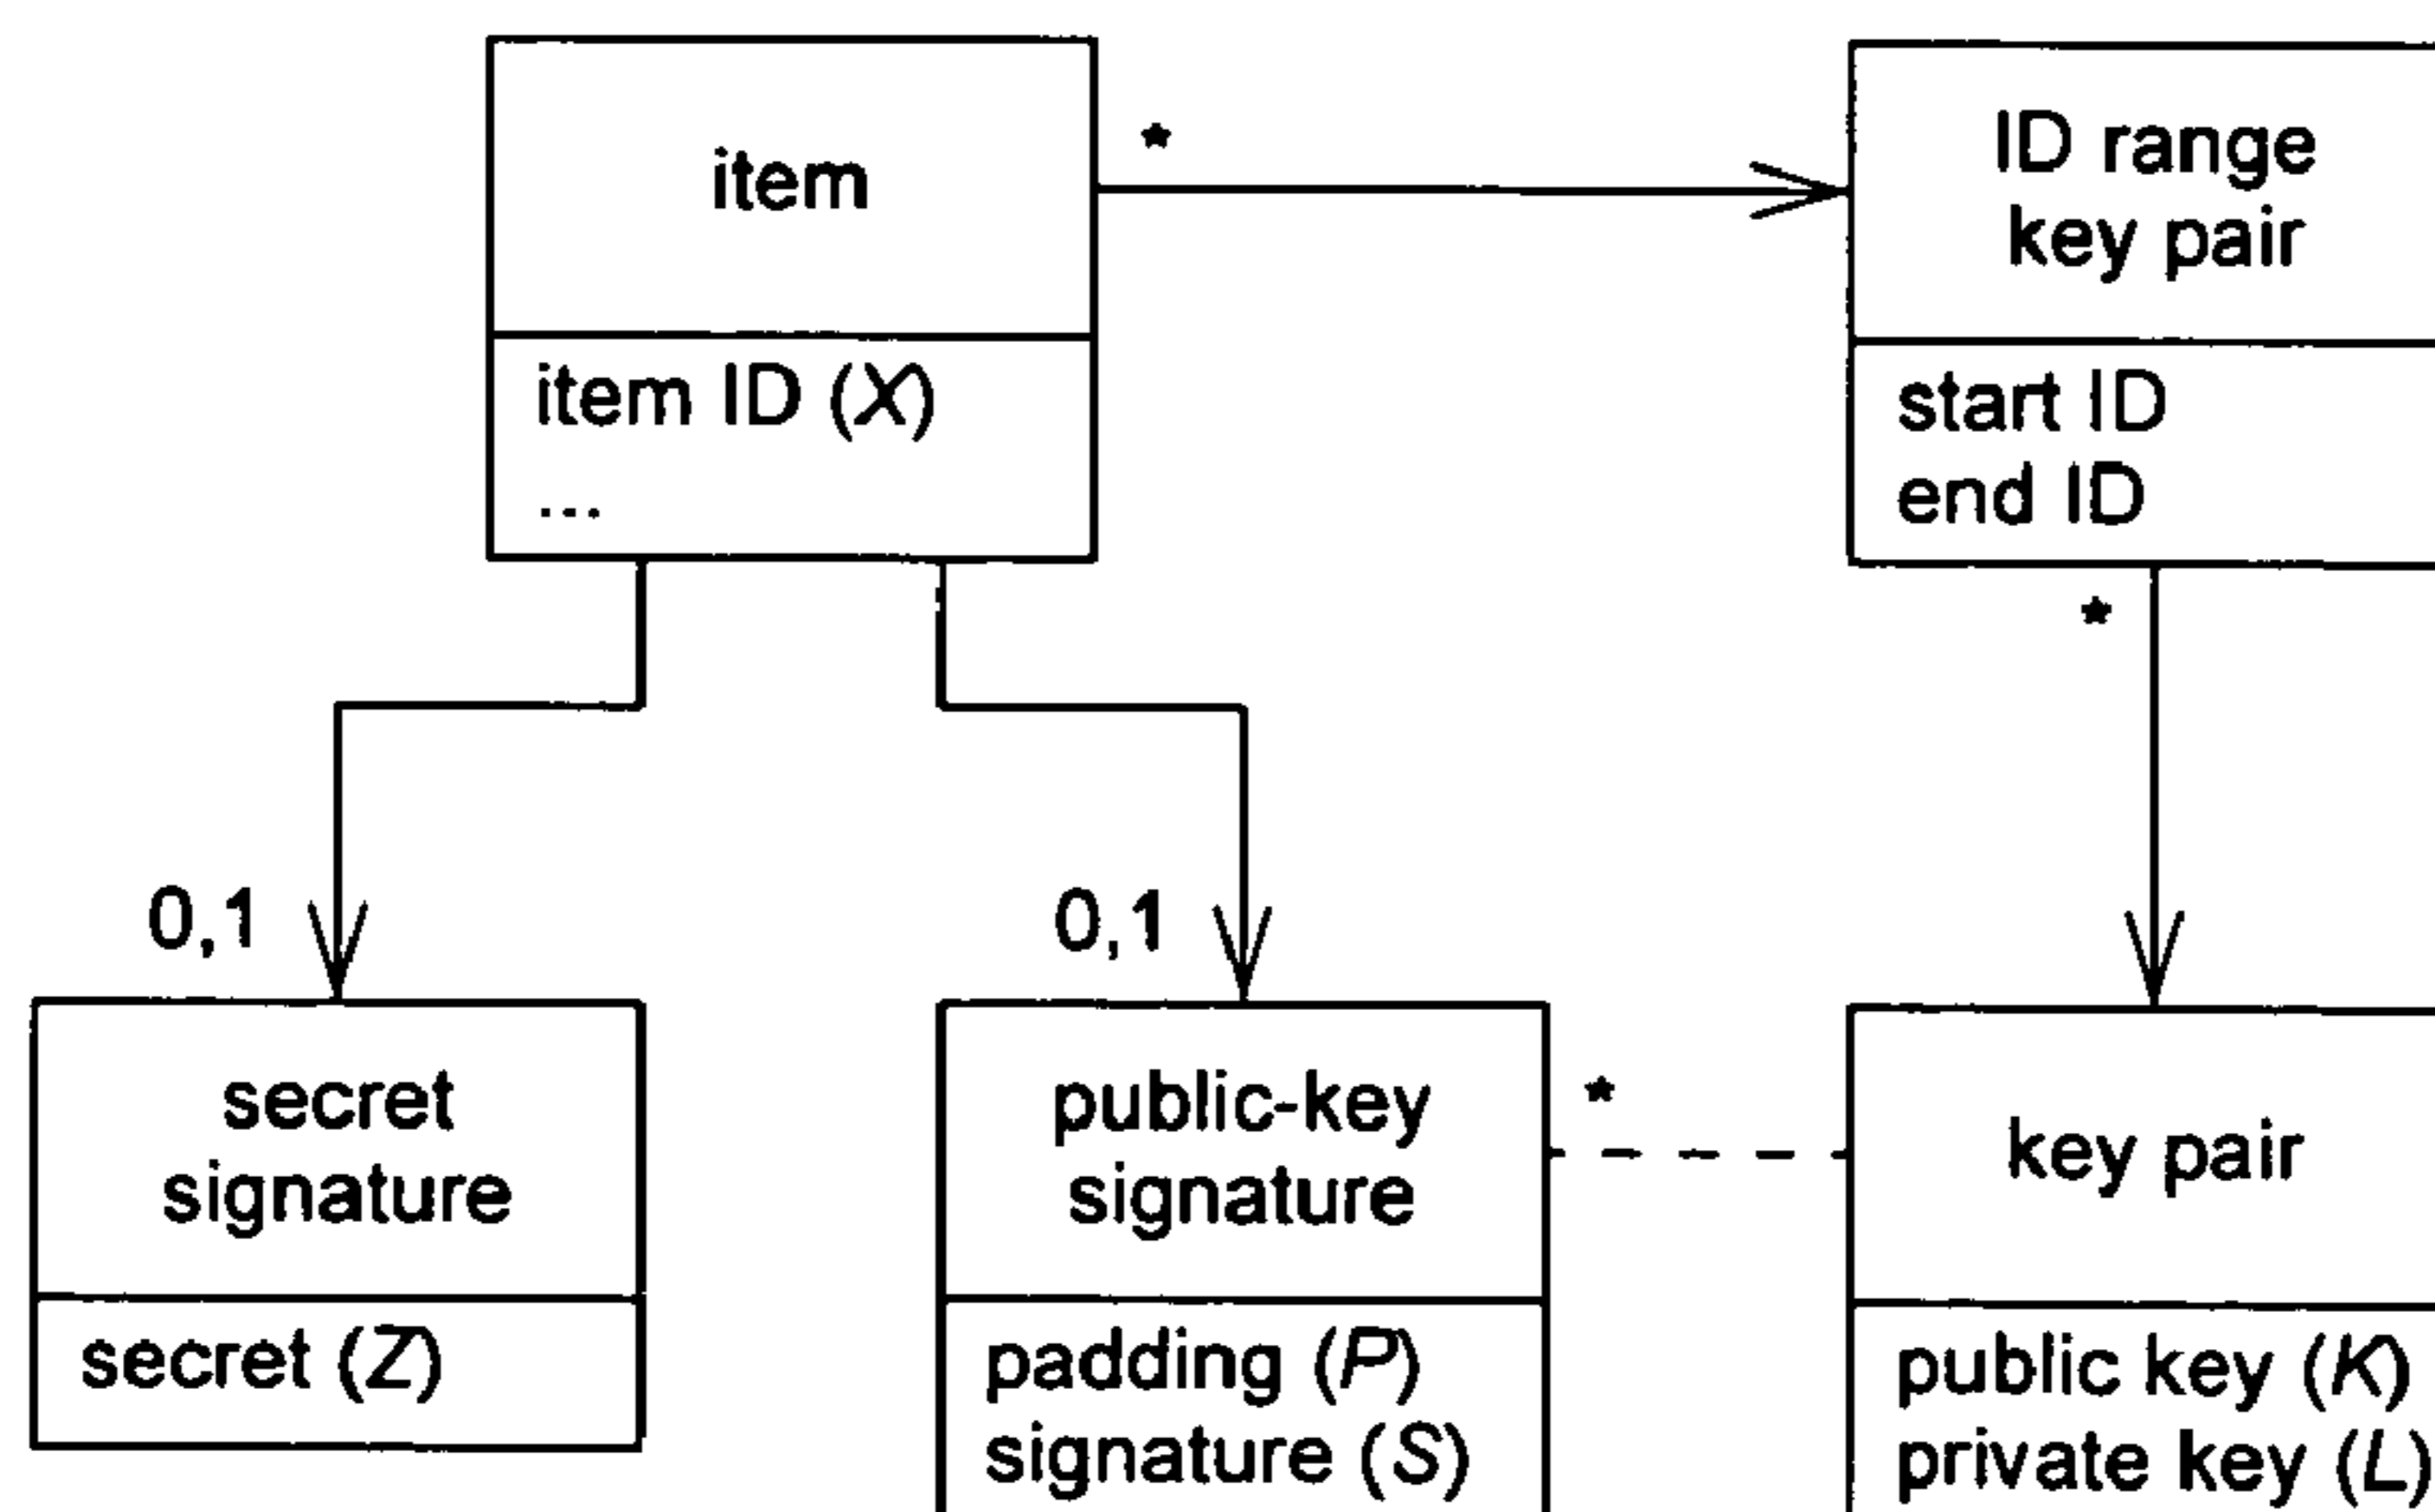 item
item ID (X)
...
*
ID range
key pair
start ID
end ID
*
0,1
0,1
secret
signature
secret (Z)
public-key
signature
padding (P)
signature (S)
*
key pair
public key (K)
private key (L)